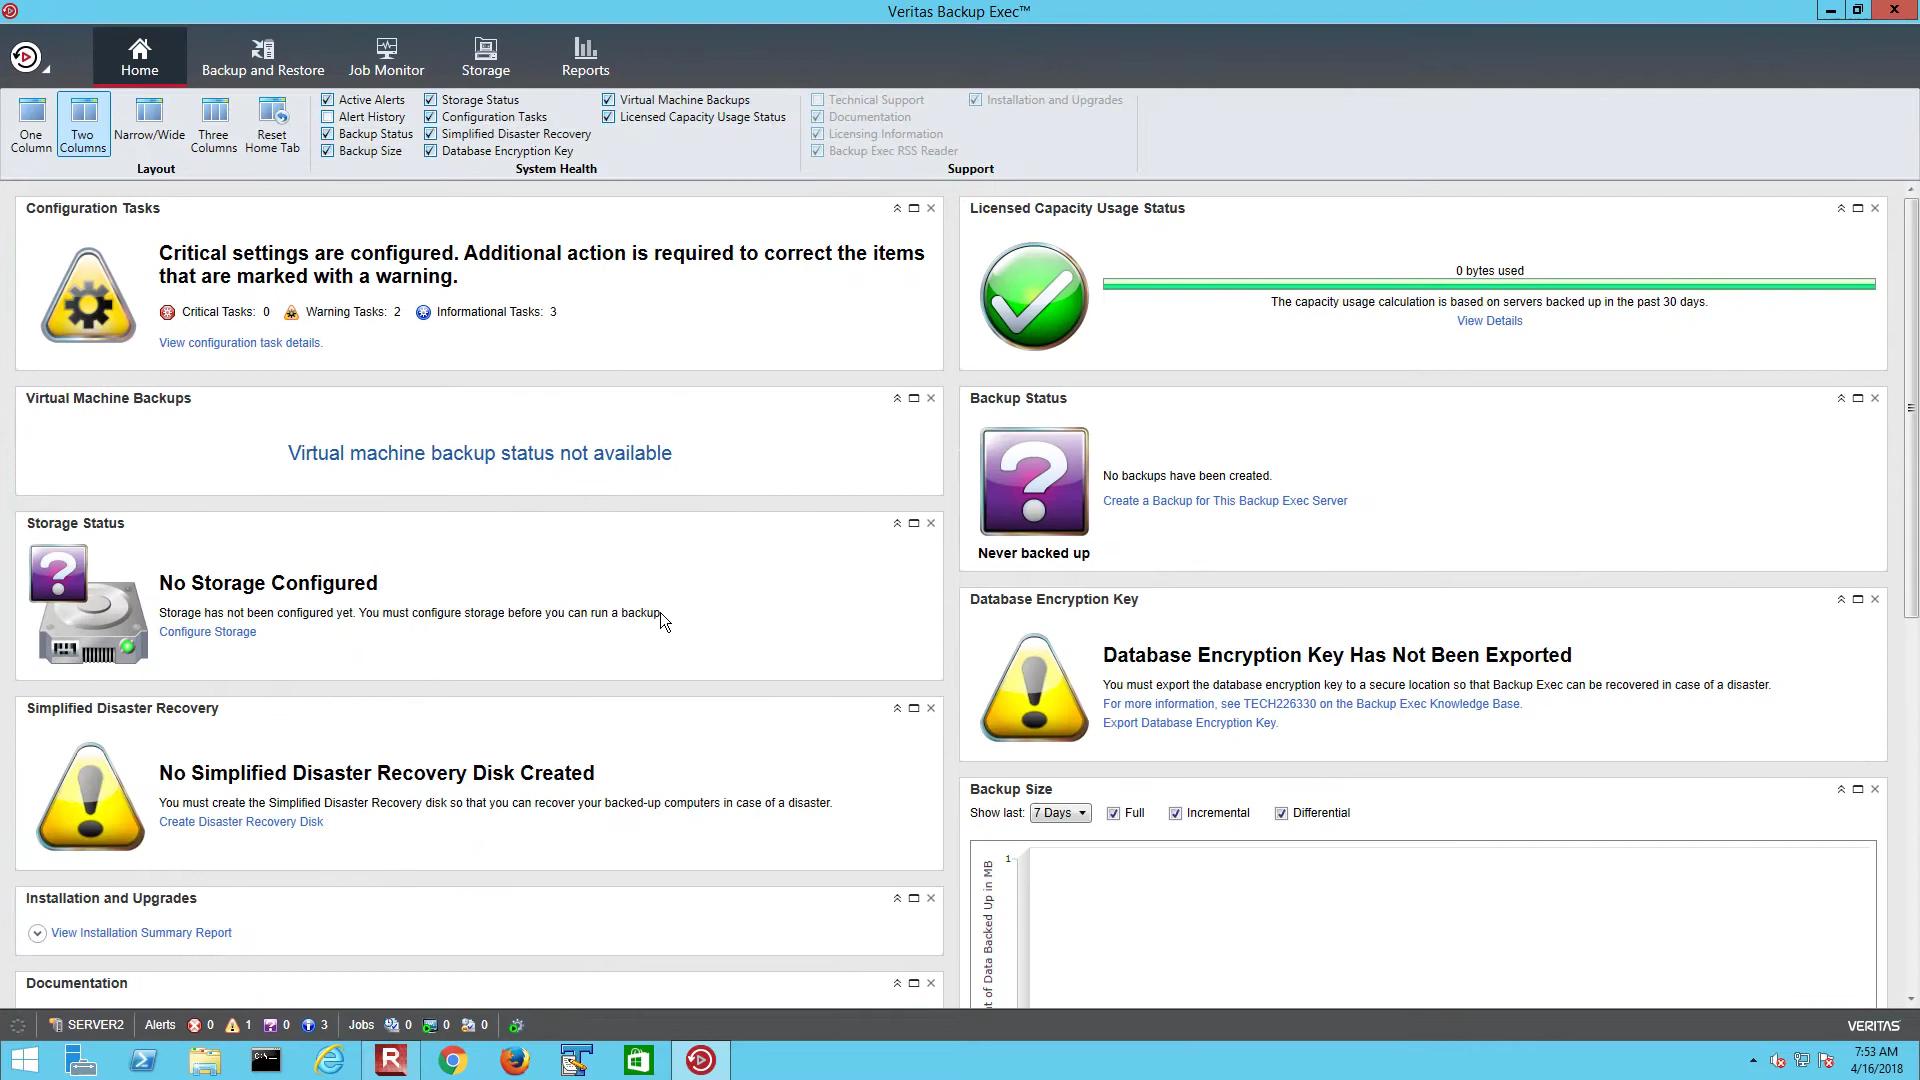 Veritas Backup Exec™
Home
Backup and Restore
Job Monitor
Storage
Reports
One Column
Two Columns
Narrow/Wide
Three Columns
Reset Home Tab
Layout
Active Alerts
Alert History
Backup Status
Backup Size
Storage Status
Configuration Tasks
Simplified Disaster Recovery
Database Encryption Key
Virtual Machine Backups
Licensed Capacity Usage Status
System Health
Technical Support
Documentation
Licensing Information
Backup Exec RSS Reader
Installation and Upgrades
Support
Configuration Tasks
Critical settings are configured. Additional action is required to correct the items
that are marked with a warning.
Critical Tasks: 0 Warning Tasks: 2 Informational Tasks: 3
View configuration task details.
Virtual Machine Backups
Virtual machine backup status not available
Storage Status
No Storage Configured
Storage has not been configured yet. You must configure storage before you can run a backup.
Configure Storage
Simplified Disaster Recovery
No Simplified Disaster Recovery Disk Created
You must create the Simplified Disaster Recovery disk so that you can recover your backed-up computers in case of a disaster.
Create Disaster Recovery Disk
Installation and Upgrades
View Installation Summary Report
Documentation
Licensed Capacity Usage Status
0 bytes used
The capacity usage calculation is based on servers backed up in the past 30 days.
View Details
Backup Status
No backups have been created.
Create a Backup for This Backup Exec Server
Never backed up
Database Encryption Key
Database Encryption Key Has Not Been Exported
You must export the database encryption key to a secure location so that Backup Exec can be recovered in case of a disaster.
For more information, see TECH226330 on the Backup Exec Knowledge Base.
Export Database Encryption Key.
Backup Size
Show last: 7 Days Full Incremental Differential
1
of Data Backed Up in MB
SERVER2 Alerts 0 1 0 3 Jobs 0 0 0
VERITAS
7:53 AM
4/16/2018